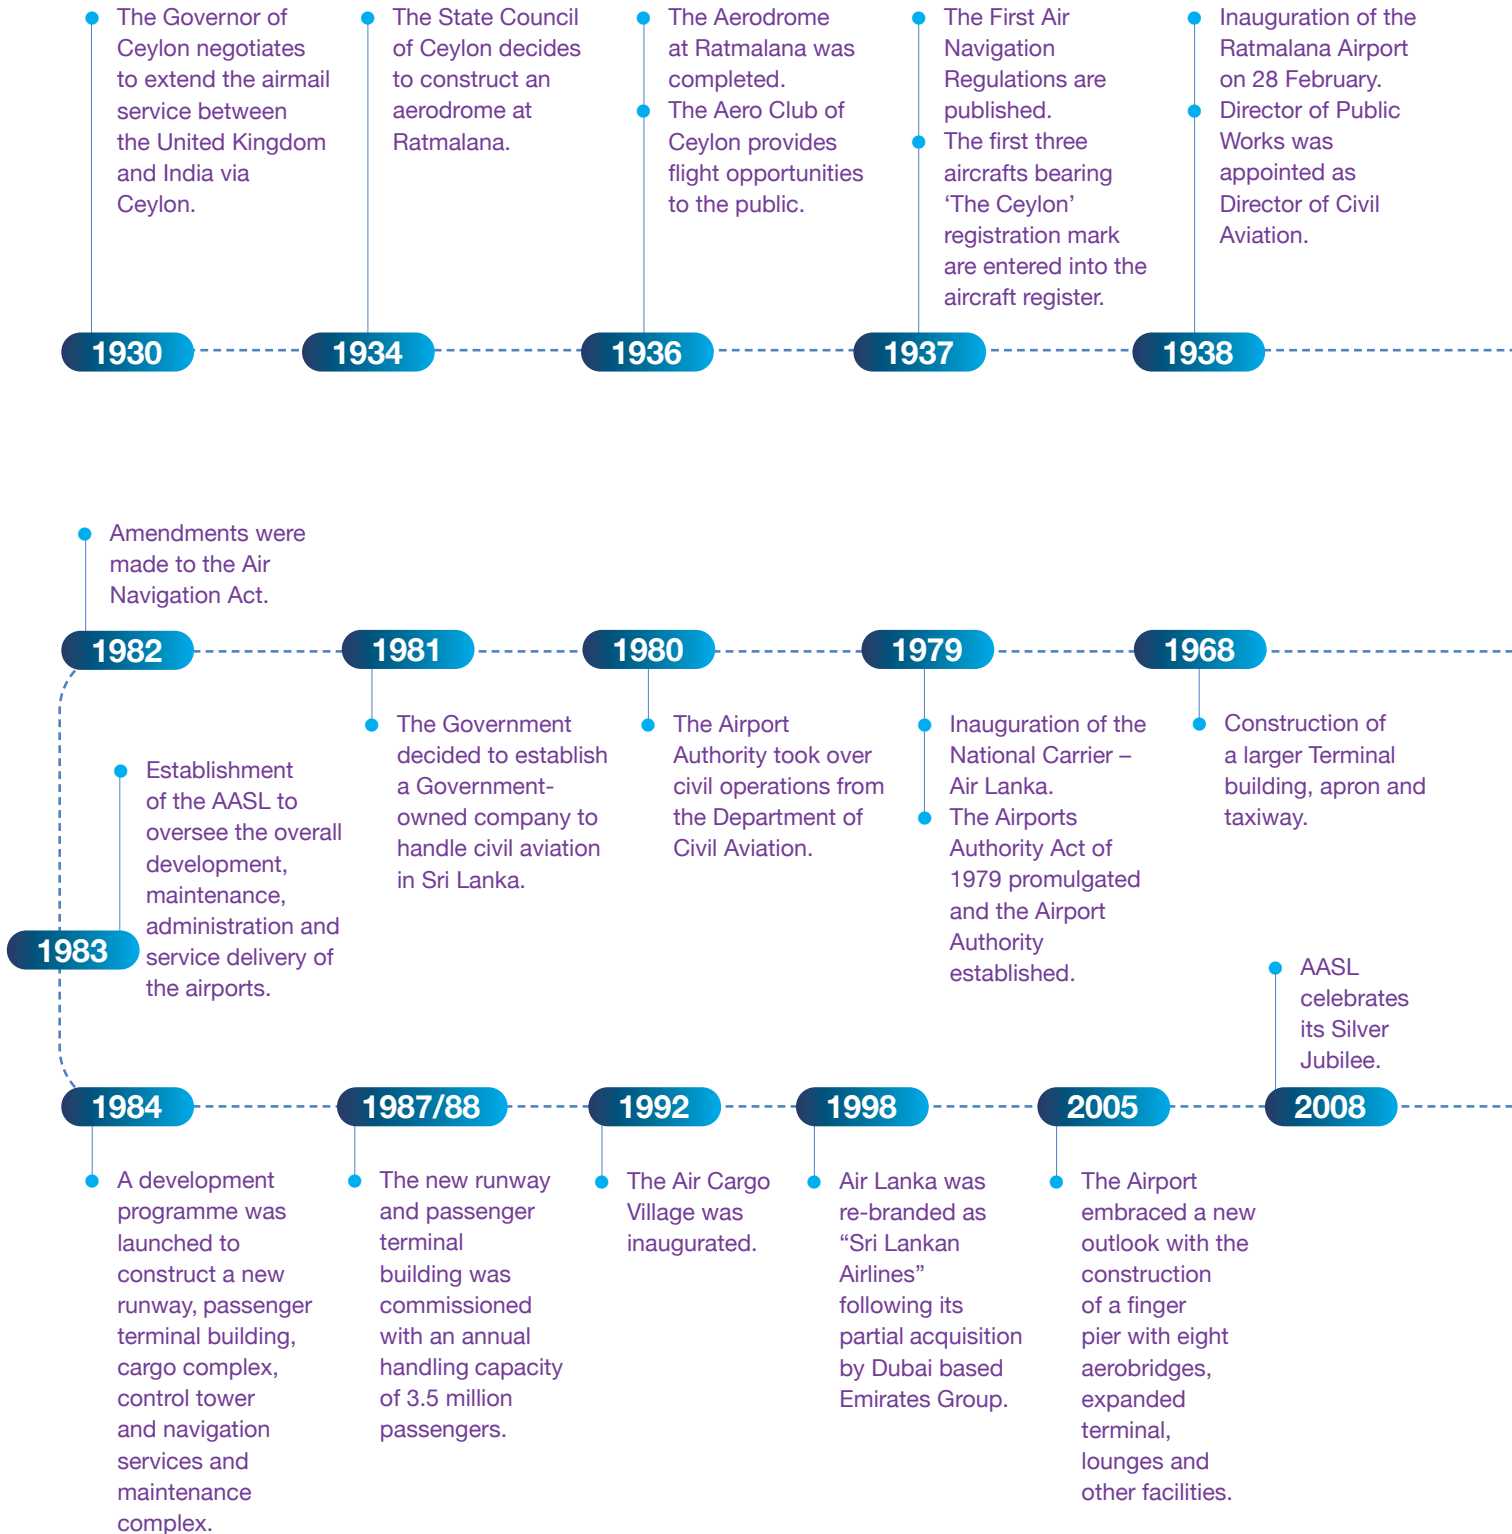 The Governor of
Ceylon negotiates
to extend the airmail
service between
the United Kingdom
and India via
Ceylon.
1930
The State Council
of Ceylon decides
to construct an
aerodrome at
Ratmalana.
1934
The Aerodrome
at Ratmalana was
completed.
The Aero Club of
Ceylon provides
flight opportunities
to the public.
1936
The First Air
Navigation
Regulations are
published.
The first three
aircrafts bearing
‘The Ceylon’
registration mark
are entered into the
aircraft register.
1937
Inauguration of the
Ratmalana Airport
on 28 February.
Director of Public
Works was
appointed as
Director of Civil
Aviation.
1938
1968
Construction of
a larger Terminal
building, apron and
taxiway.
1979
Inauguration of the
National Carrier –
Air Lanka.
The Airports
Authority Act of
1979 promulgated
and the Airport
Authority
established.
1980
The Airport
Authority took over
civil operations from
the Department of
Civil Aviation.
1981
The Government
decided to establish
a Government-
owned company to
handle civil aviation
in Sri Lanka.
Amendments were
made to the Air
Navigation Act.
1982
Establishment
of the AASL to
oversee the overall
development,
maintenance,
administration and
service delivery of
the airports.
1983
1984
A development
programme was
launched to
construct a new
runway, passenger
terminal building,
cargo complex,
control tower
and navigation
services and
maintenance
complex.
1987/88
The new runway
and passenger
terminal
building was
commissioned
with an annual
handling capacity
of 3.5 million
passengers.
1992
The Air Cargo
Village was
inaugurated.
1998
Air Lanka was
re-branded as
“Sri Lankan
Airlines”
following its
partial acquisition
by Dubai based
Emirates Group.
2005
The Airport
embraced a new
outlook with the
construction
of a finger
pier with eight
aerobridges,
expanded
terminal,
lounges and
other facilities.
AASL
celebrates
its Silver
Jubilee.
2008